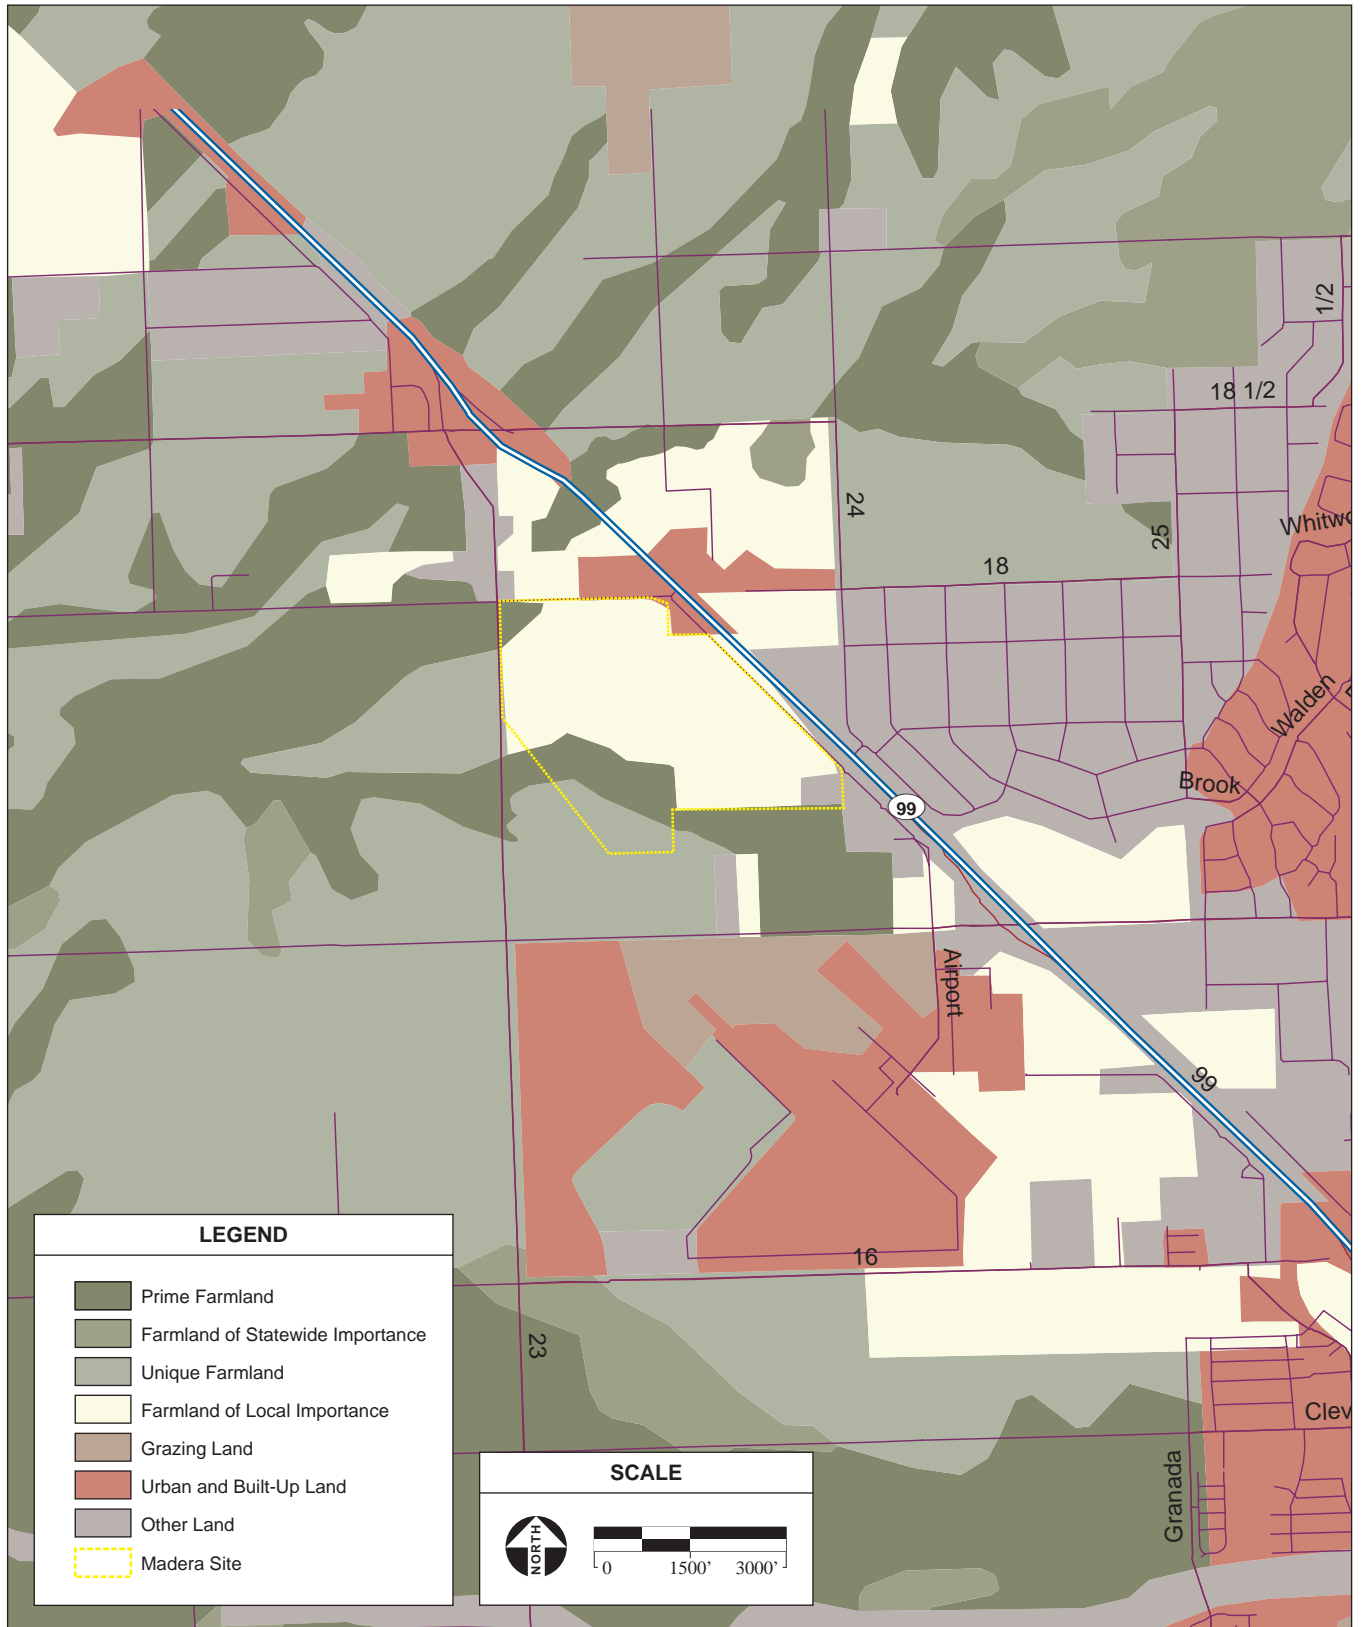 1/2
18 1/2
24
25
Whitwo
18
Walden
Brook
99
Airport
99
16
23
Clev
Granada
LEGEND
Prime Farmland
Farmland of Statewide Importance
Unique Farmland
Farmland of Local Importance
Grazing Land
Urban and Built-Up Land
Other Land
Madera Site
SCALE
NORTH
0 1500' 3000'